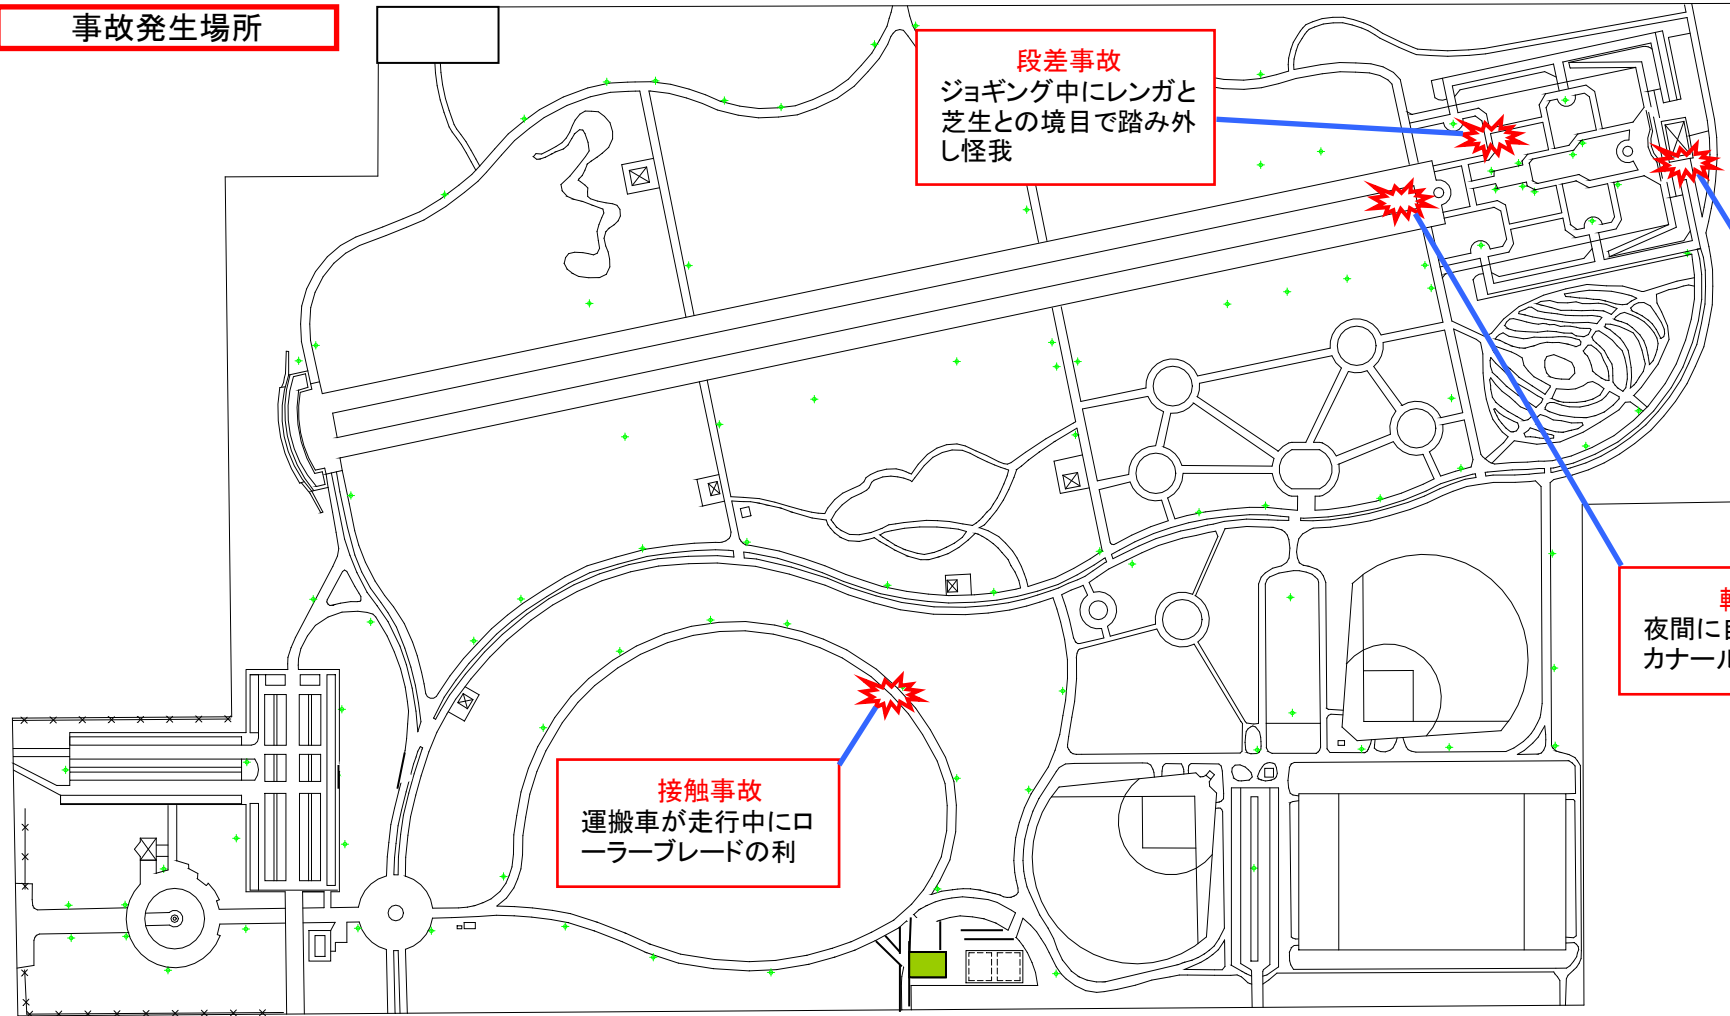 事故発生場所
段差事故
ジョギング中にレンガと
芝生との境目で踏み外
し怪我
夜間に
カナール
接触事故
運搬車が走行中にロ
ーラーブレードの利